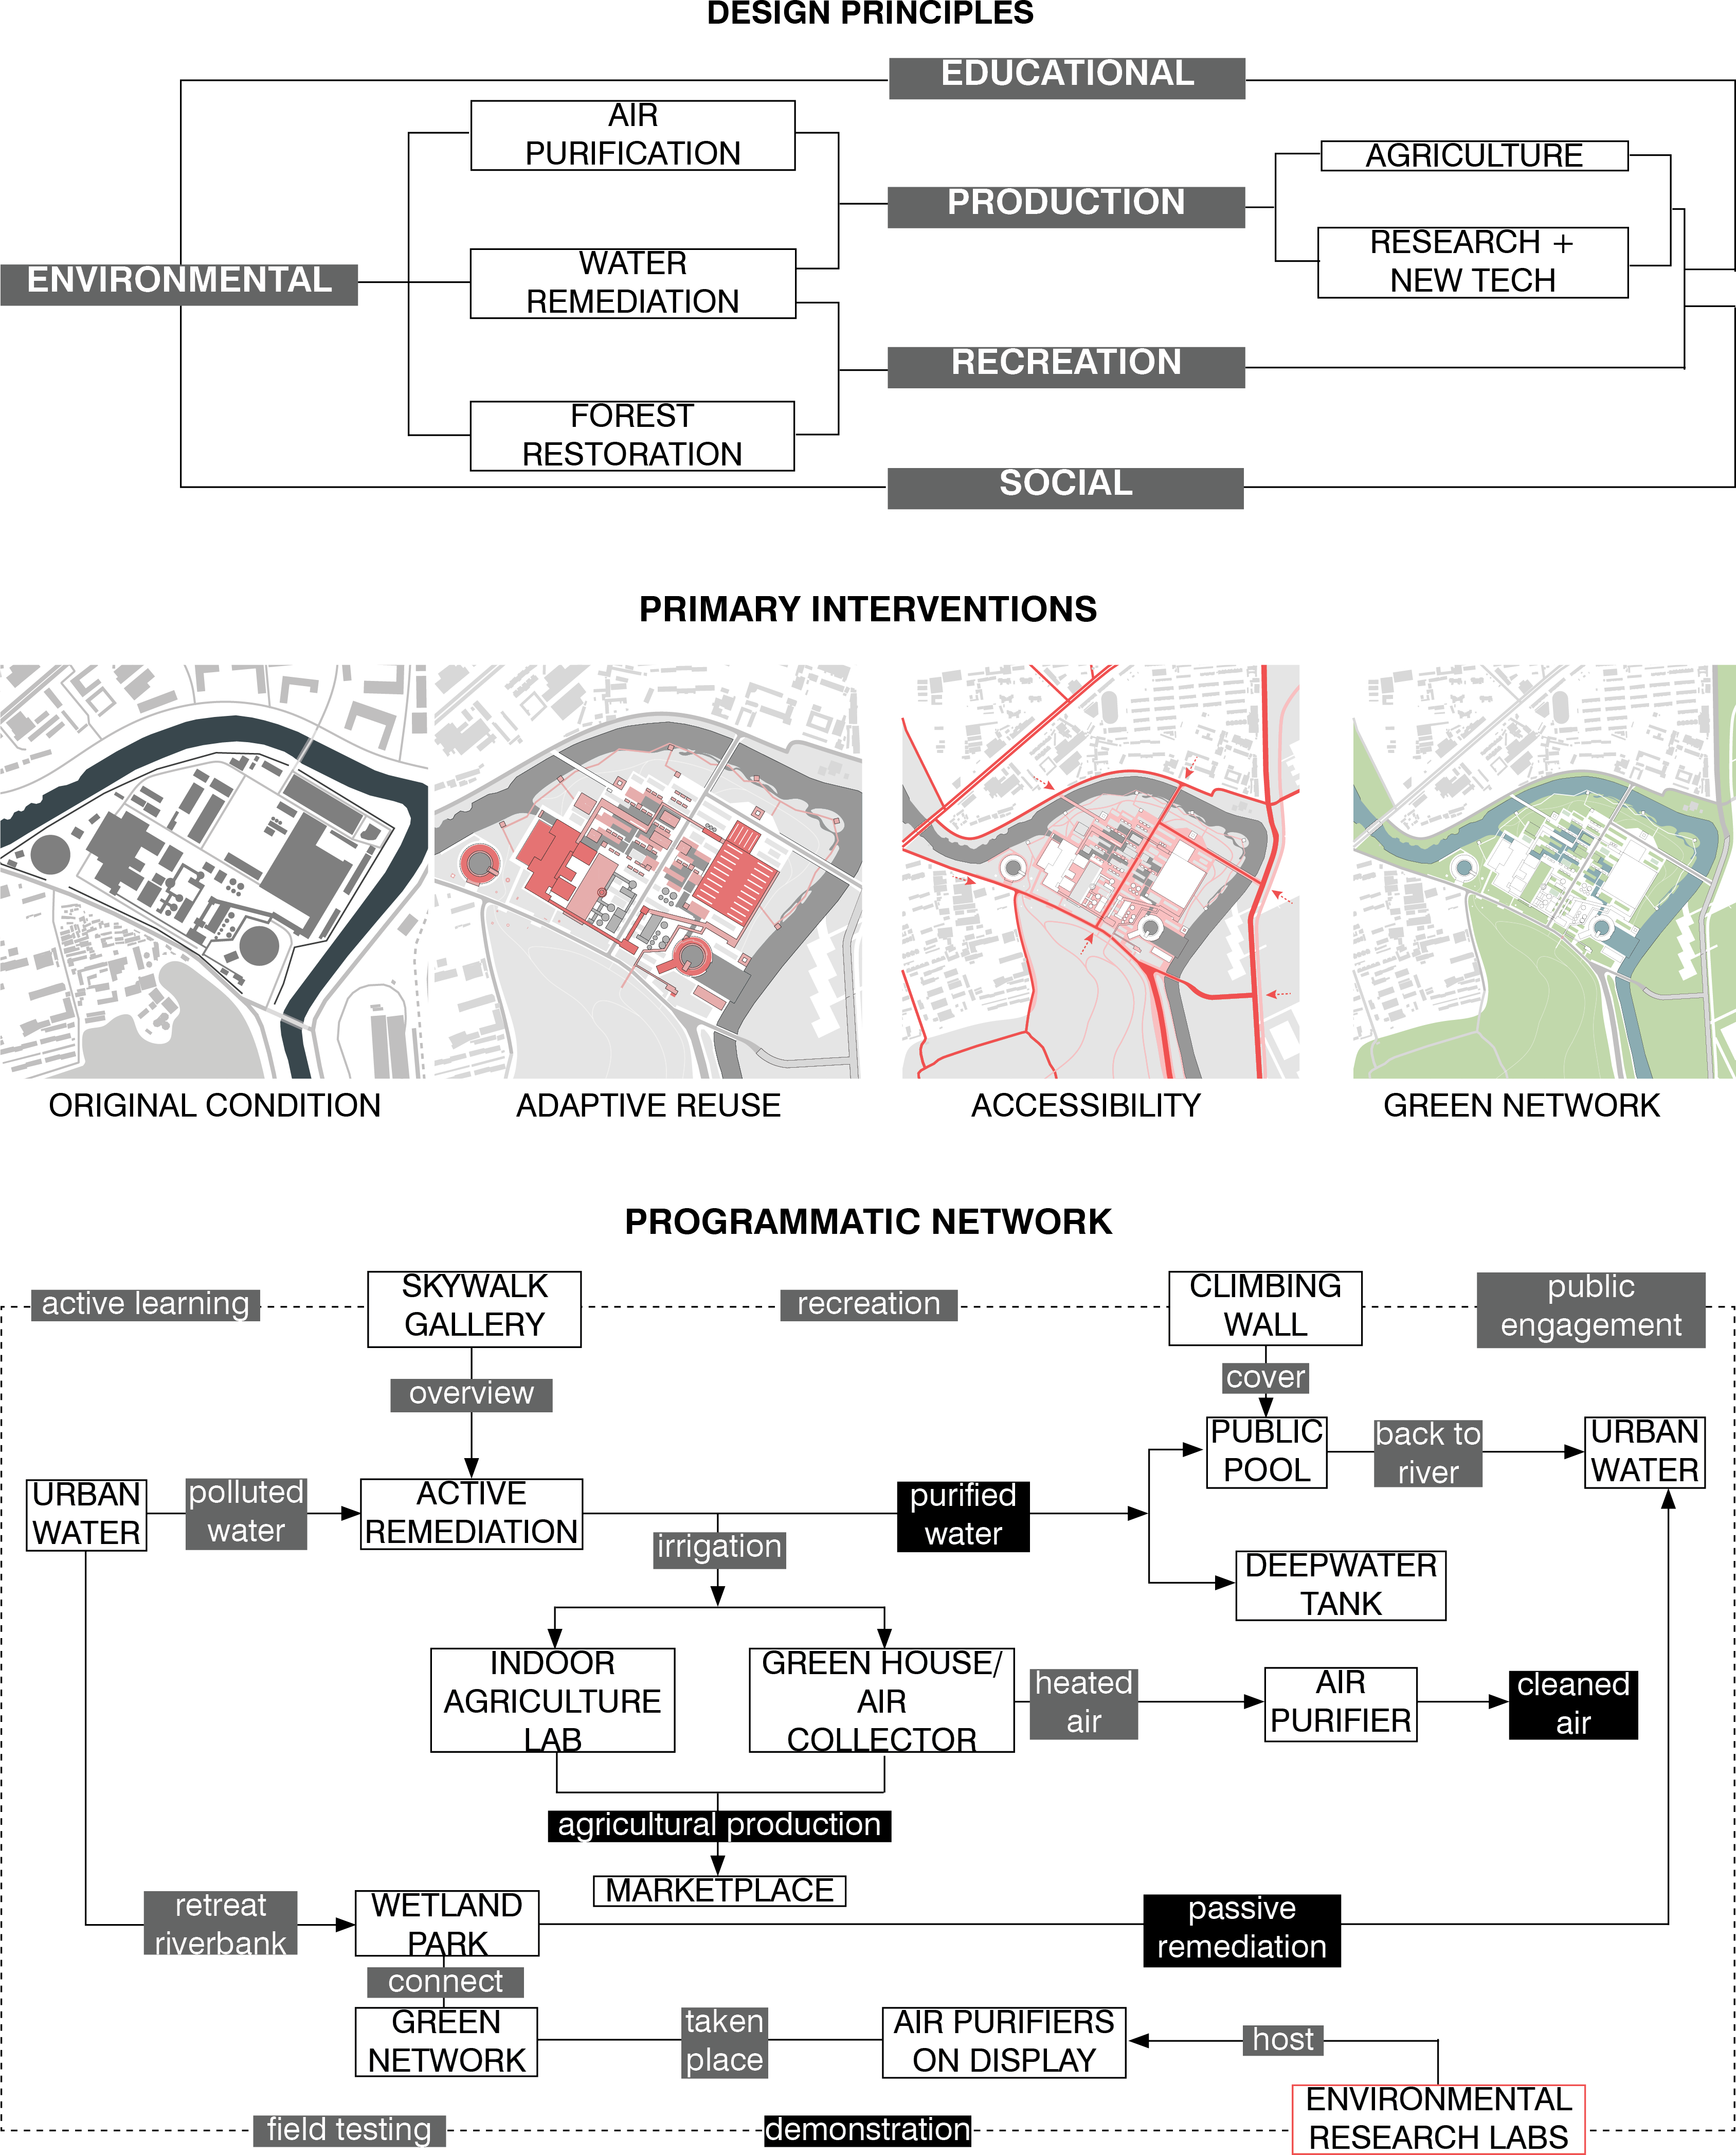 DESIGN PRINCIPLES
EDUCATIONAL
AIR
PURIFICATION
AGRICULTURE
PRODUCTION
RESEARCH +
NEW TECH
WATER
REMEDIATION
ENVIRONMENTAL
RECREATION
FOREST
RESTORATION
SOCIAL
PRIMARY INTERVENTIONS
ORIGINAL CONDITION
ADAPTIVE REUSE
ACCESSIBILITY
GREEN NETWORK
PROGRAMMATIC NETWORK
active learning
SKYWALK
GALLERY
recreation
CLIMBING
WALL
public
engagement
overview
cover
PUBLIC
POOL
back to
river
URBAN
WATER
URBAN
WATER
polluted
water
ACTIVE
REMEDIATION
purified
water
irrigation
DEEPWATER
TANK
INDOOR
AGRICULTURE
LAB
GREEN HOUSE/
AIR
COLLECTOR
heated
air
AIR
PURIFIER
cleaned
air
agricultural production
MARKETPLACE
retreat
riverbank
WETLAND
PARK
passive
remediation
connect
GREEN
NETWORK
taken
place
AIR PURIFIERS
ON DISPLAY
host
ENVIRONMENTAL
RESEARCH LABS
field testing
demonstration